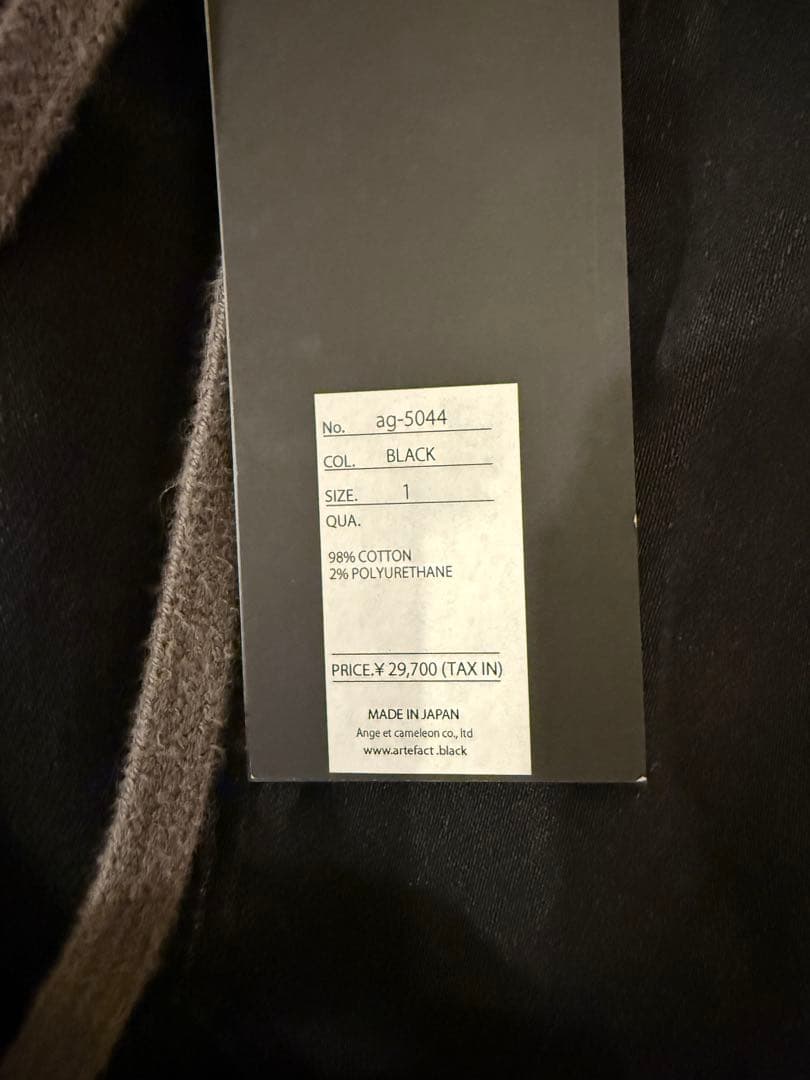 No. ag-5044
COL. BLACK
SIZE. 1
QUA.
98% COTTON
2% POLYURETHANE
PRICE.¥ 29,700 (TAX IN)
MADE IN JAPAN
Ange et cameleon co., ltd
www.artefact .black